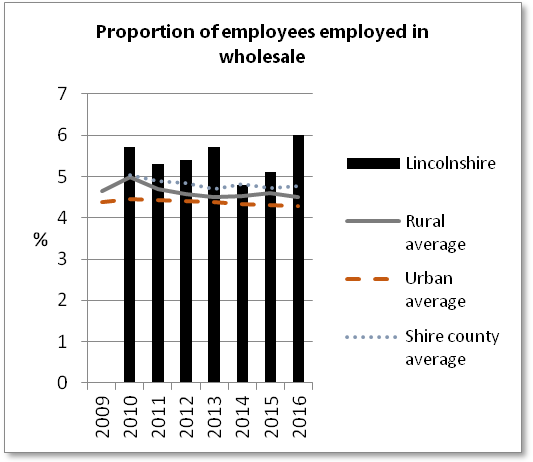 Proportion of employees employed in
wholesale
7
6
5
4
3
2
1
0
%
2009
2010
2011
2012
2013
2014
2015
2016
Lincolnshire
Rural
average
Urban
average
Shire county
average